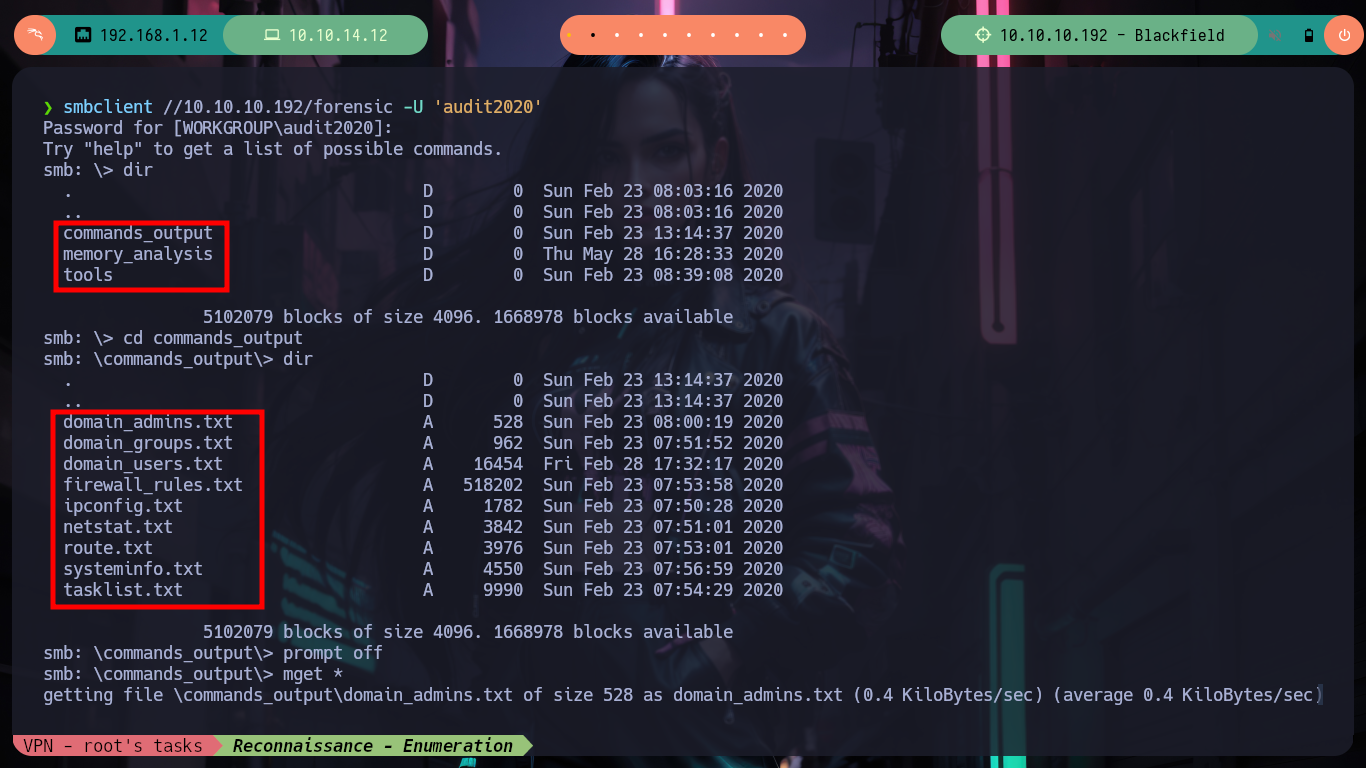 192.168.1.12 10.10.14.12 10.10.10.192 - Blackfield
❯ smbclient //10.10.10.192/forensic -U 'audit2020'
Password for [WORKGROUP\audit2020]:
Try "help" to get a list of possible commands.
smb: \> dir
. D 0 Sun Feb 23 08:03:16 2020
.. D 0 Sun Feb 23 08:03:16 2020
commands_output D 0 Sun Feb 23 13:14:37 2020
memory_analysis D 0 Thu May 28 16:28:33 2020
tools D 0 Sun Feb 23 08:39:08 2020
5102079 blocks of size 4096. 1668978 blocks available
smb: \> cd commands_output
smb: \commands_output\> dir
. D 0 Sun Feb 23 13:14:37 2020
.. D 0 Sun Feb 23 13:14:37 2020
domain_admins.txt A 528 Sun Feb 23 08:00:19 2020
domain_groups.txt A 962 Sun Feb 23 07:51:52 2020
domain_users.txt A 16454 Fri Feb 28 17:32:17 2020
firewall_rules.txt A 518202 Sun Feb 23 07:53:58 2020
ipconfig.txt A 1782 Sun Feb 23 07:50:28 2020
netstat.txt A 3842 Sun Feb 23 07:51:01 2020
route.txt A 3976 Sun Feb 23 07:53:01 2020
systeminfo.txt A 4550 Sun Feb 23 07:56:59 2020
tasklist.txt A 9990 Sun Feb 23 07:54:29 2020
5102079 blocks of size 4096. 1668978 blocks available
smb: \commands_output\> prompt off
smb: \commands_output\> mget *
getting file \commands_output\domain_admins.txt of size 528 as domain_admins.txt (0.4 KiloBytes/sec) (average 0.4 KiloBytes/sec)
VPN - root's tasks Reconnaissance - Enumeration